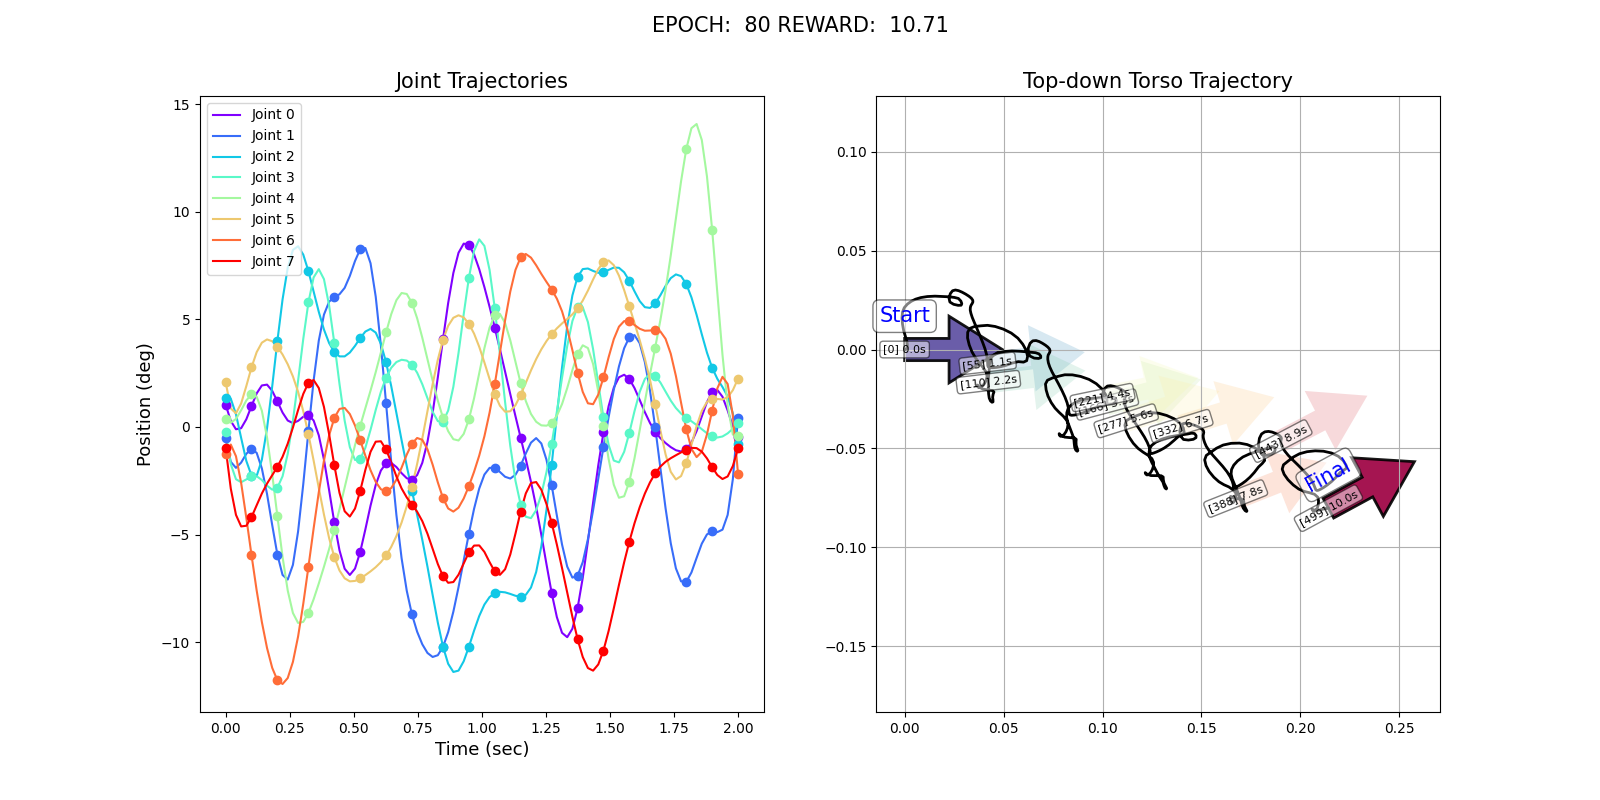 EPOCH:  80 REWARD:  10.71
Joint Trajectories
Position (deg)
15
10
5
0
−5
−10
Joint 0
Joint 1
Joint 2
Joint 3
Joint 4
Joint 5
Joint 6
Joint 7
0.00 0.25 0.50 0.75 1.00 1.25 1.50 1.75 2.00
Time (sec)
Top-down Torso Trajectory
0.10
0.05
0.00
−0.05
−0.10
−0.15
Start
[0] 0.0s
[55] 1.1s
[110] 2.2s
[221] 4.4s
[277] 5.6s
[332] 6.7s
[443] 8.9s
[388] 7.8s
Final
[499] 10.0s
0.00 0.05 0.10 0.15 0.20 0.25